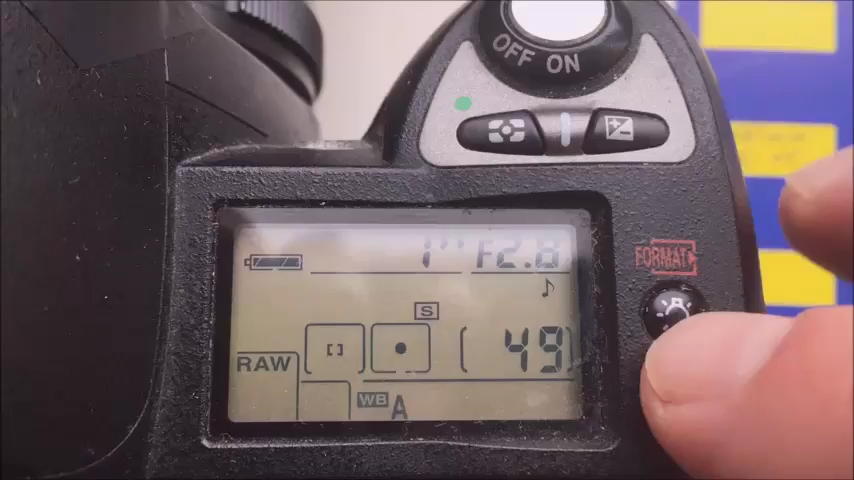 OFF ON
1" F2.8
FORMAT
S
[ 49]
RAW
WB A